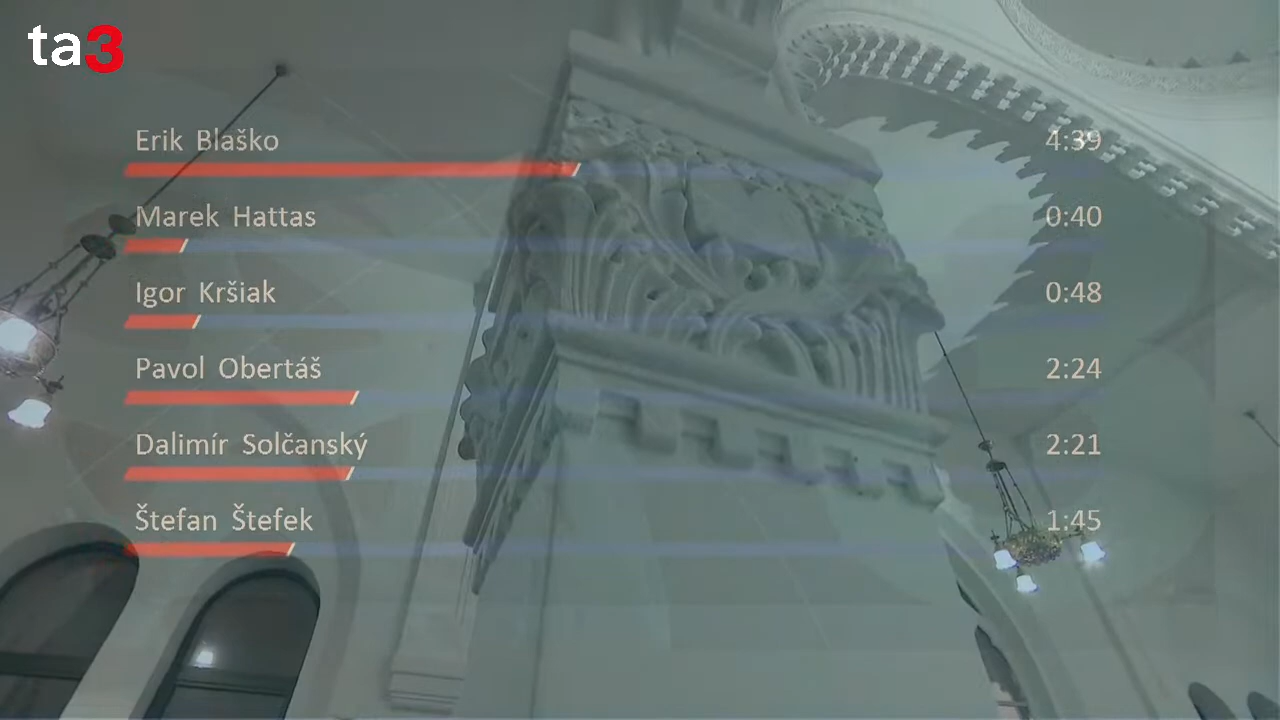 ta3
Erik Blaško 4:39
Marek Hattas 0:40
Igor Kršiak 0:48
Pavol Obertáš 2:24
Dalimír Solčanský 2:21
Štefan Štefek 1:45